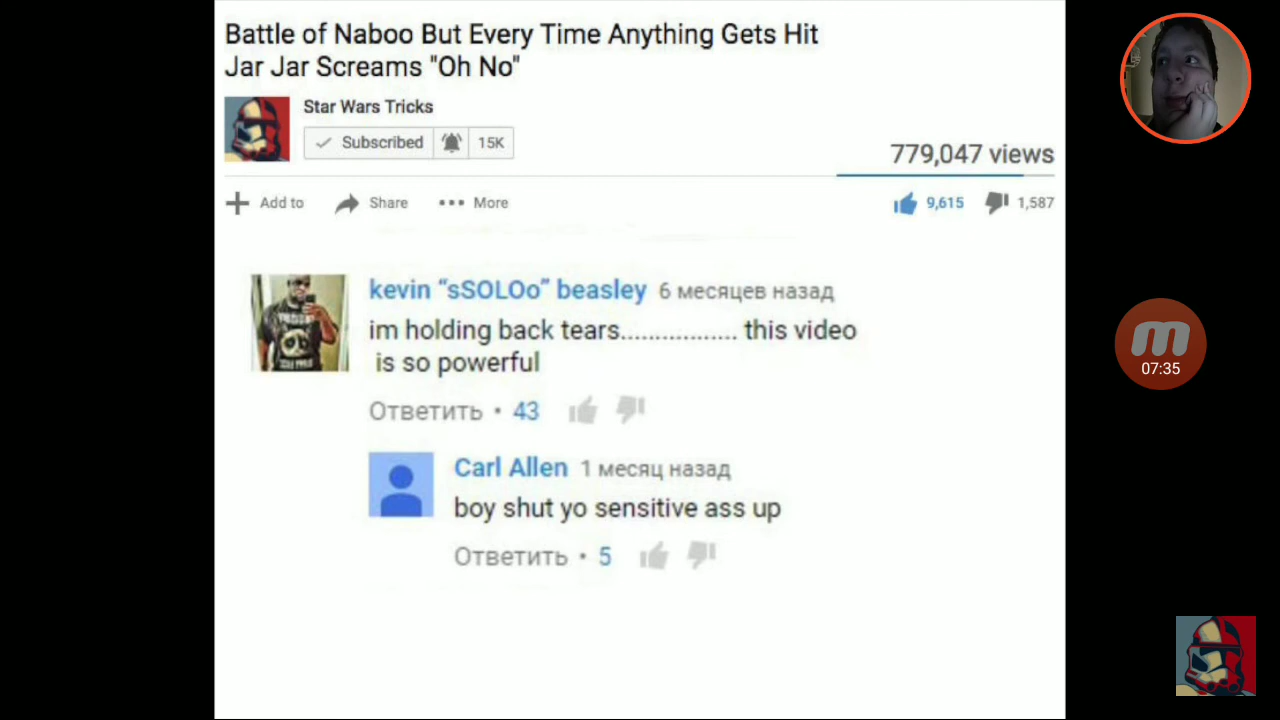 Battle of Naboo But Every Time Anything Gets Hit
Jar Jar Screams "Oh No"
Star Wars Tricks
Subscribed 15K
779,047 views
Add to Share More 9,615 1,587
kevin “sSOLOo” beasley 6 месяцев назад
im holding back tears................. this video
is so powerful
Ответить • 43
Carl Allen 1 месяц назад
boy shut yo sensitive ass up
Ответить • 5
m
07:35